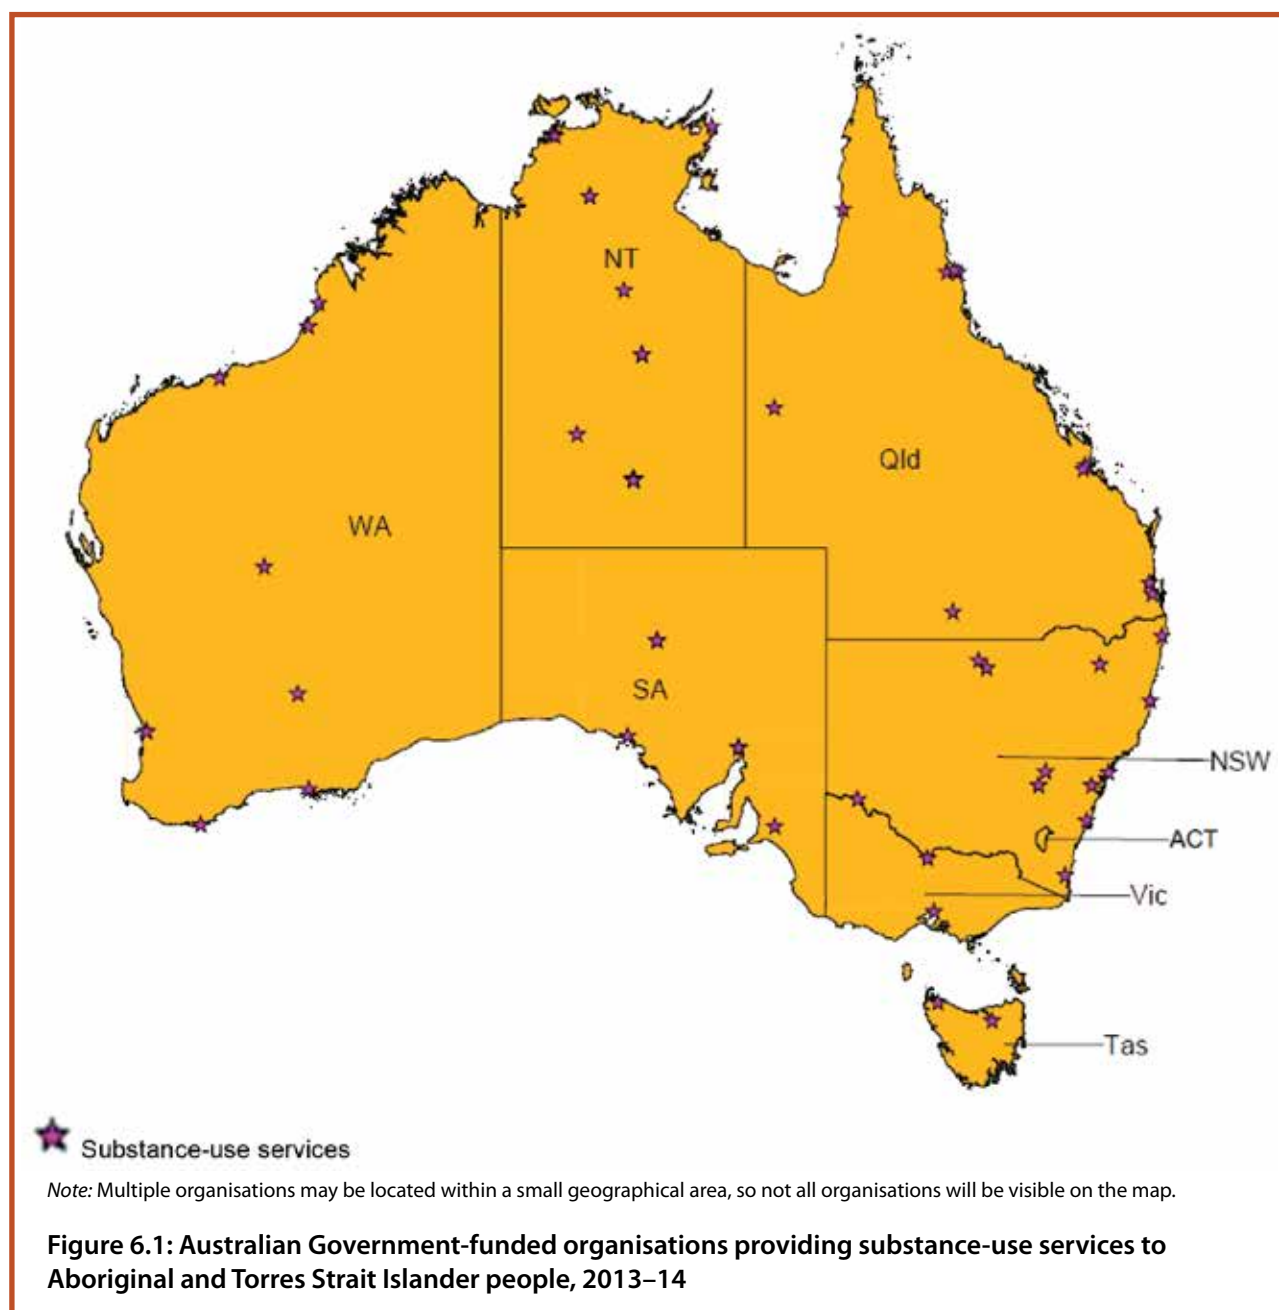 NT
Qld
WA
SA
NSW
ACT
Vic
Tas
Substance-use services
Note: Multiple organisations may be located within a small geographical area, so not all organisations will be visible on the map.
Figure 6.1: Australian Government-funded organisations providing substance-use services to
Aboriginal and Torres Strait Islander people, 2013–14